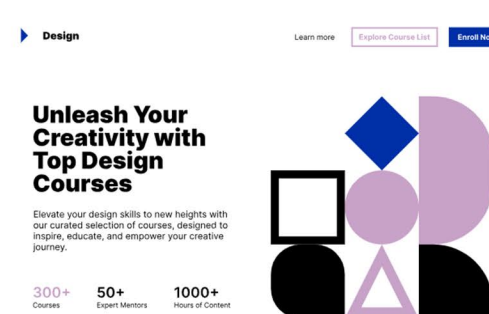 Design
Learn more
Explore Course List
Enroll
Unleash Your
Creativity with
Top Design
Courses
Elevate your design skills to new heights with
our curated selection of courses, designed to
inspire, educate, and empower your creative
journey.
300+
Courses
50+
Expert Mentors
1000+
Hours of Content